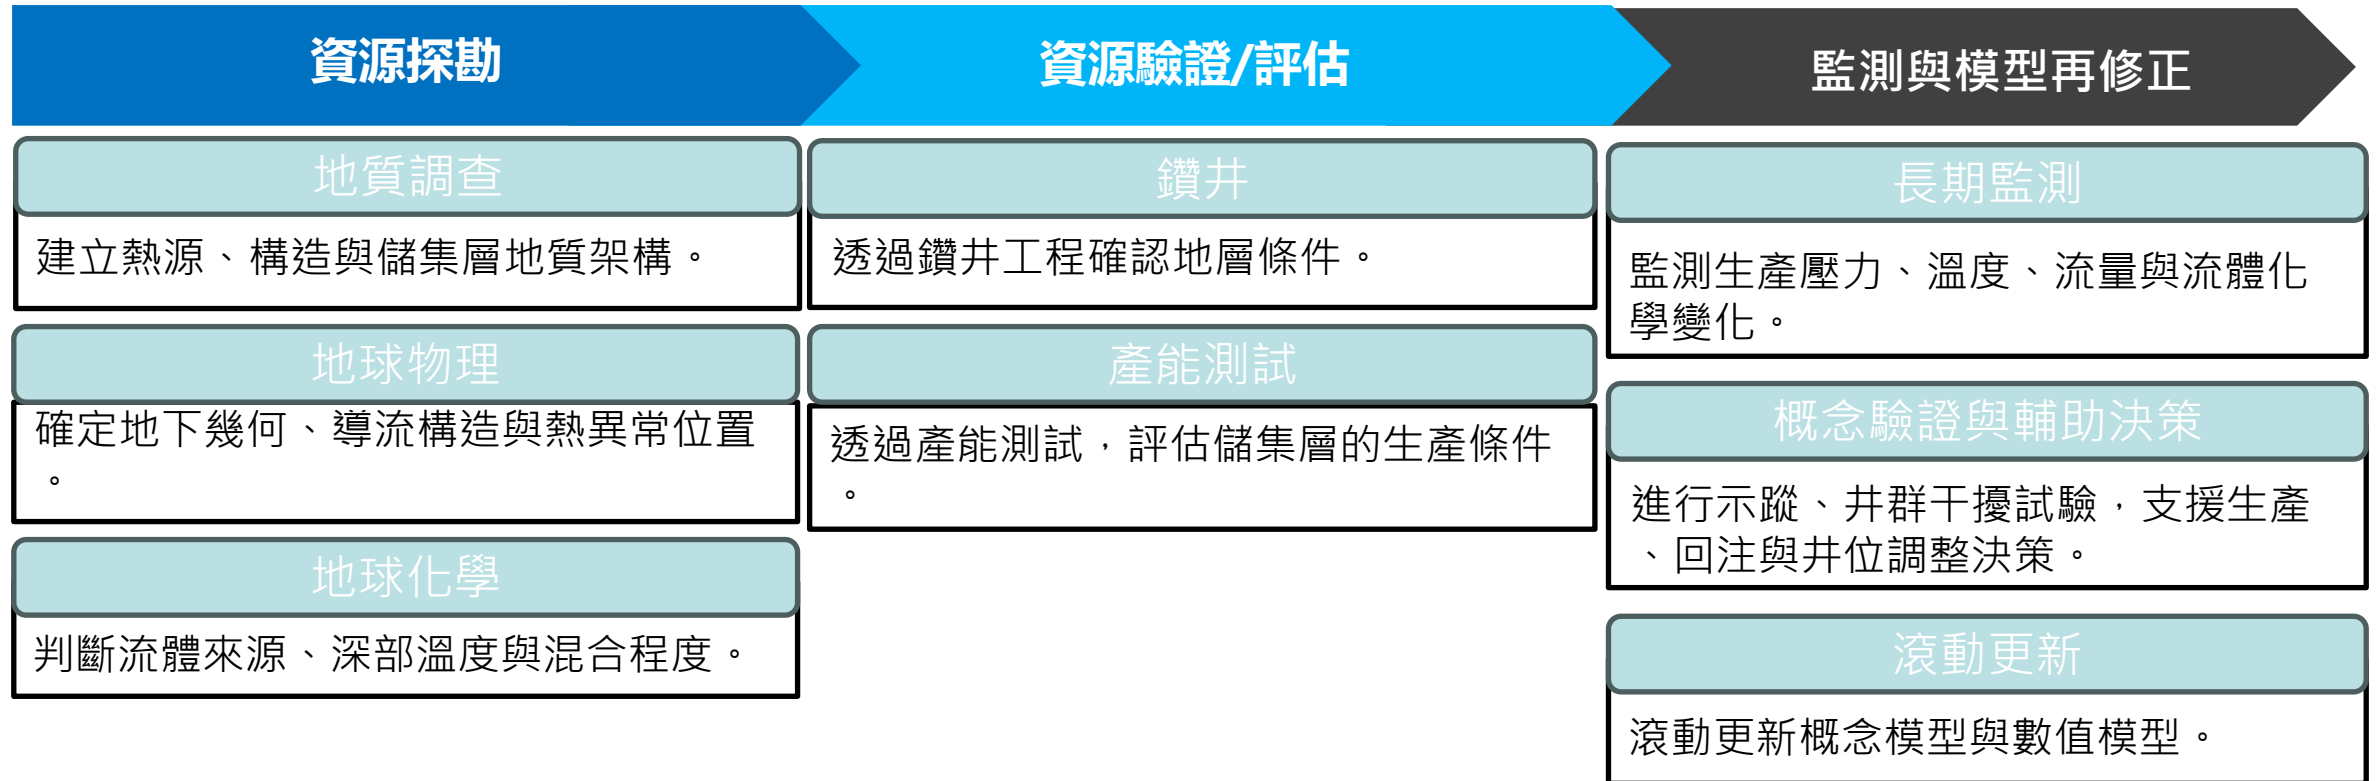 資源探勘
資源驗證/評估
監測與模型再修正
地質調查
建立熱源、構造與儲集層地質架構。
地球物理
確定地下幾何、導流構造與熱異常位置
。
地球化學
判斷流體來源、深部溫度與混合程度。
鑽井
透過鑽井工程確認地層條件。
產能測試
透過產能測試，評估儲集層的生產條件
。
長期監測
監測生產壓力、溫度、流量與流體化
學變化。
概念驗證與輔助決策
進行示蹤、井群干擾試驗，支援生產
、回注與井位調整決策。
滾動更新
滾動更新概念模型與數值模型。